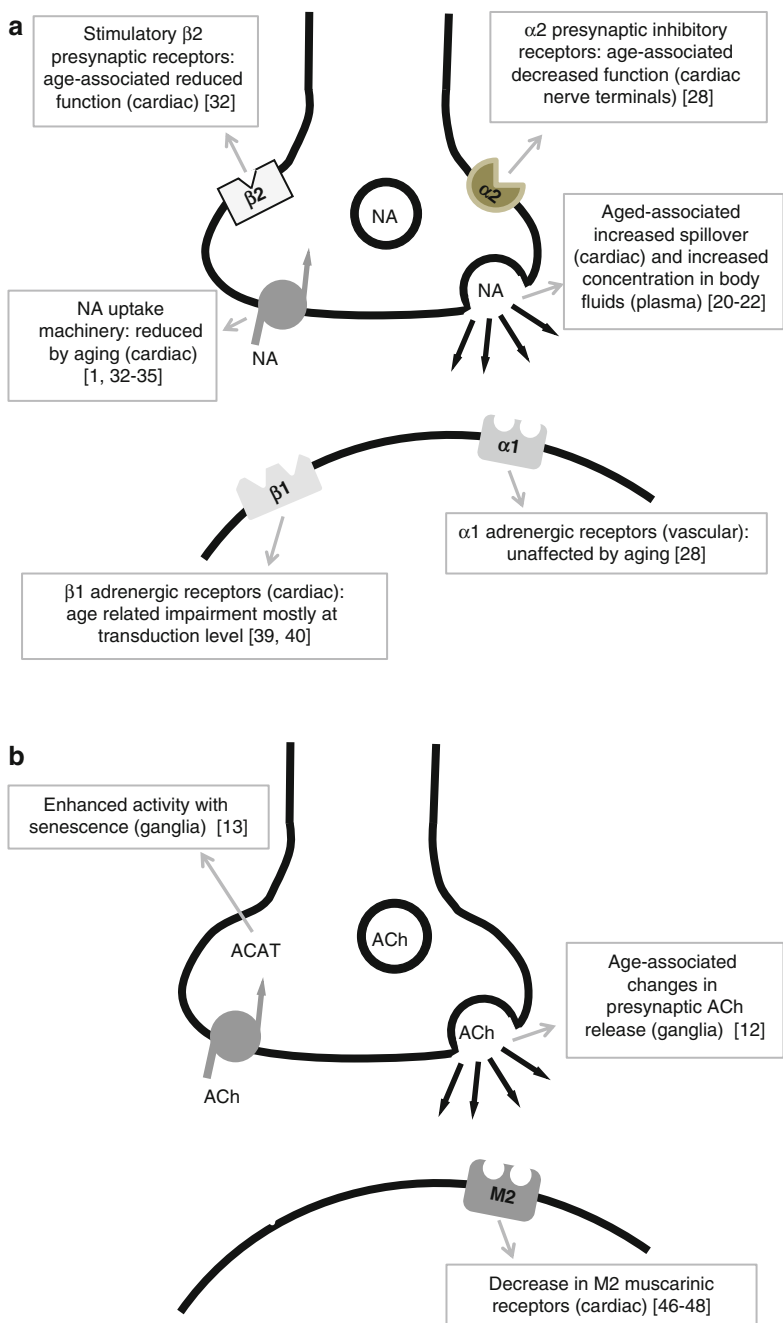 a
Stimulatory β2
presynaptic receptors:
age-associated reduced
function (cardiac) [32]
α2 presynaptic inhibitory
receptors: age-associated
decreased function (cardiac
nerve terminals) [28]
β2
NA
α2
Aged-associated
increased spillover
(cardiac) and increased
concentration in body
fluids (plasma) [20-22]
NA
NA uptake
machinery: reduced
by aging (cardiac)
[1, 32-35]
NA
β1
α1
α1 adrenergic receptors (vascular):
unaffected by aging [28]
β1 adrenergic receptors (cardiac):
age related impairment mostly at
transduction level [39, 40]
b
Enhanced activity with
senescence (ganglia) [13]
ACAT
ACh
Age-associated
changes in
presynaptic ACh
release (ganglia) [12]
ACh
ACh
M2
Decrease in M2 muscarinic
receptors (cardiac) [46-48]